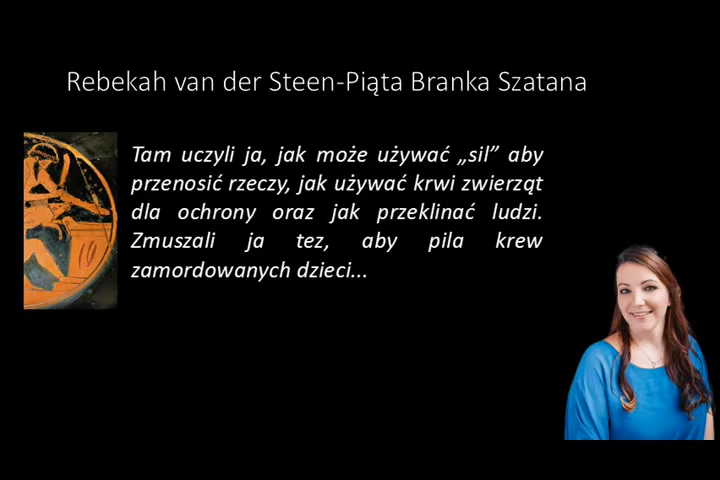 Rebekah van der Steen-Piąta Branka Szatana
Tam uczyli ja, jak może używać „sil” aby
przenosić rzeczy, jak używać krwi zwierząt
dla ochrony oraz jak przeklinać ludzi.
Zmuszali ja tez, aby pila krew
zamordowanych dzieci...